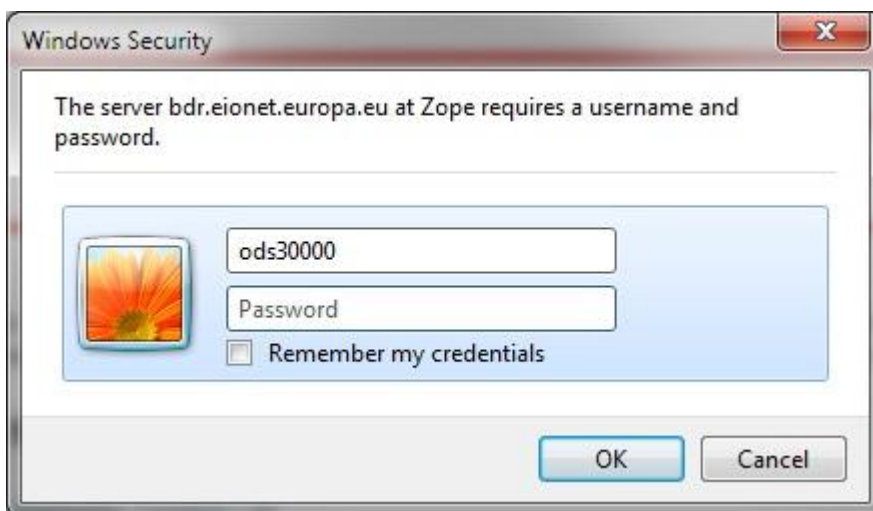 Windows Security
The server bdr.eionet.europa.eu at Zope requires a username and
password.
ods30000
Password
Remember my credentials
OK
Cancel